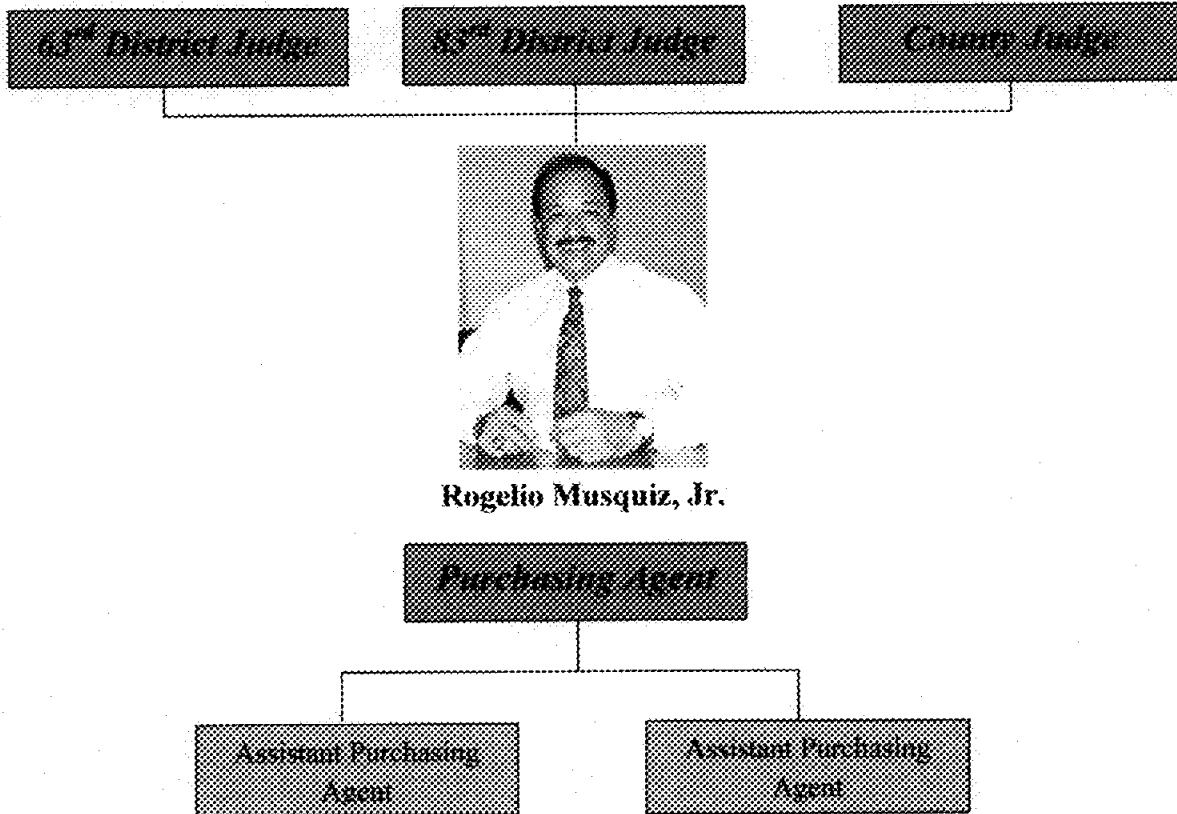 63rd District Judge
83rd District Judge
County Judge
Rogelio Musquiz, Jr.
Purchasing Agent
Assistant Purchasing
Agent
Assistant Purchasing
Agent